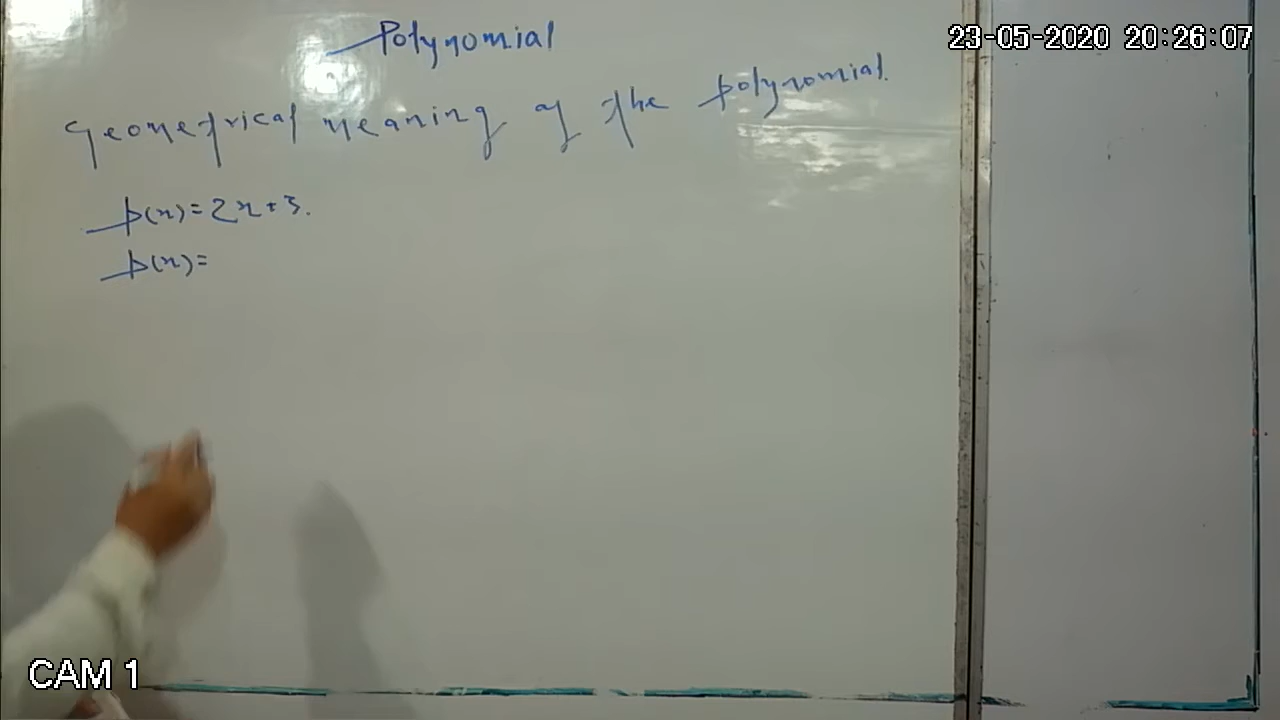 Polynomial
23-05-2020 20:26:07
Geometrical meaning of the polynomial.
p(x)=2x+3.
p(x)=
CAM 1